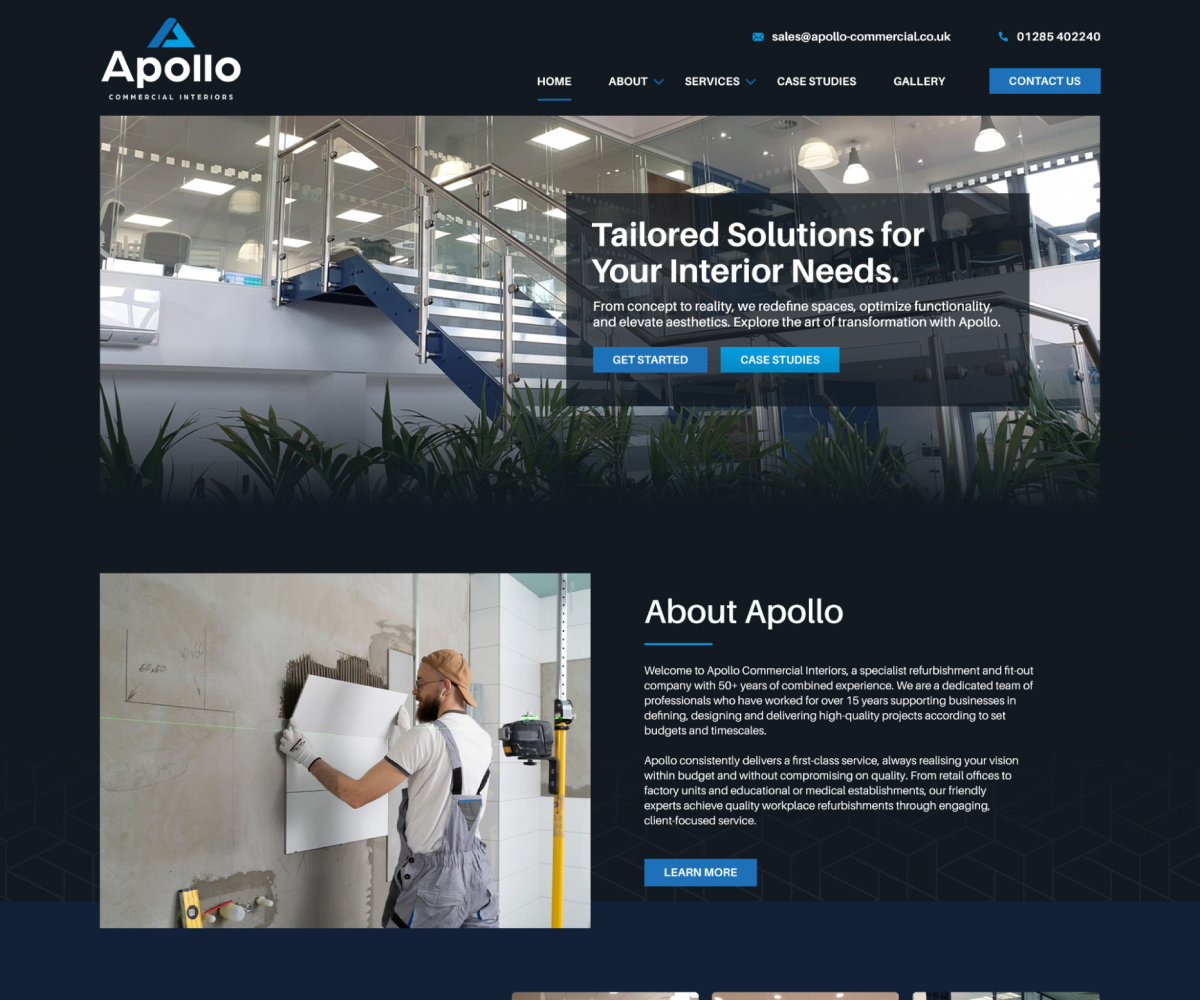 Apollo
COMMERCIAL INTERIORS
sales@apollo-commercial.co.uk
01285 402240
HOME
ABOUT
SERVICES
CASE STUDIES
GALLERY
CONTACT US
Tailored Solutions for
Your Interior Needs.
From concept to reality, we redefine spaces, optimize functionality,
and elevate aesthetics. Explore the art of transformation with Apollo.
GET STARTED
CASE STUDIES
60x60
About Apollo
Welcome to Apollo Commercial Interiors, a specialist refurbishment and fit-out
company with 50+ years of combined experience. We are a dedicated team of
professionals who have worked for over 15 years supporting businesses in
defining, designing and delivering high-quality projects according to set
budgets and timescales.
Apollo consistently delivers a first-class service, always realising your vision
within budget and without compromising on quality. From retail offices to
factory units and educational or medical establishments, our friendly
experts achieve quality workplace refurbishments through engaging,
client-focused service.
LEARN MORE